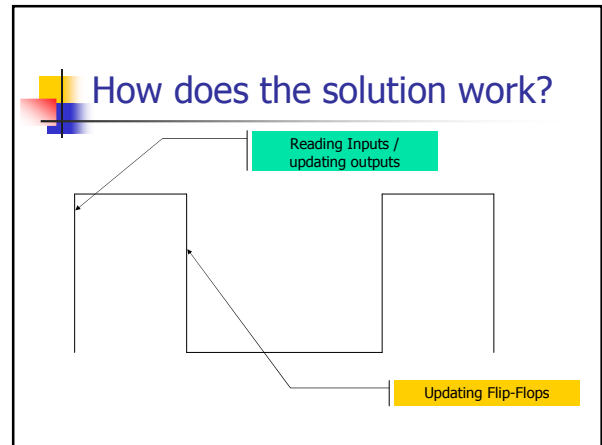 How does the solution work?
Reading Inputs /
updating outputs
Updating Flip-Flops